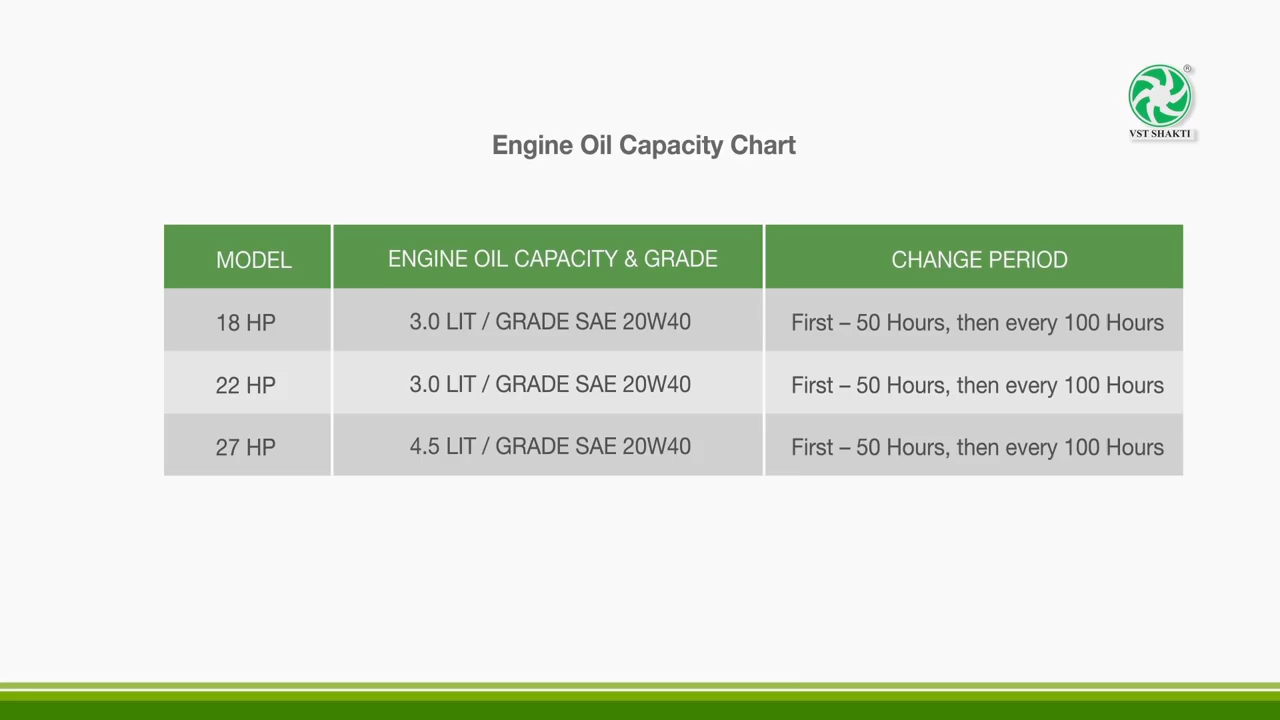 ®
VST SHAKTI
Engine Oil Capacity Chart
MODEL ENGINE OIL CAPACITY & GRADE CHANGE PERIOD
18 HP 3.0 LIT / GRADE SAE 20W40 First – 50 Hours, then every 100 Hours
22 HP 3.0 LIT / GRADE SAE 20W40 First – 50 Hours, then every 100 Hours
27 HP 4.5 LIT / GRADE SAE 20W40 First – 50 Hours, then every 100 Hours